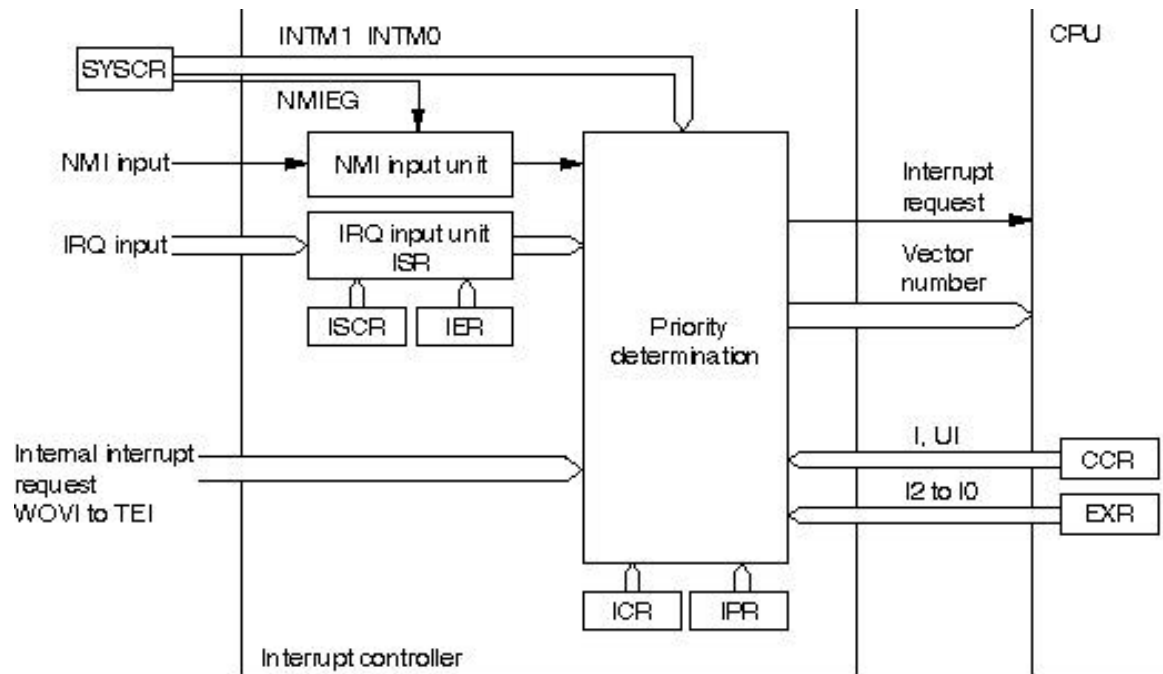 INTM1 INTM0
CPU
SYSCR
NMIEG
NMI input
NMI input unit
Interrupt
request
IRQ input
IRQ input unit
ISR
Vector
number
ISCR
IER
Priority
determination
I, UI
Internal interrupt
request
WOVI to TEI
CCR
I2 to I0
EXR
ICR
IPR
Interrupt controller